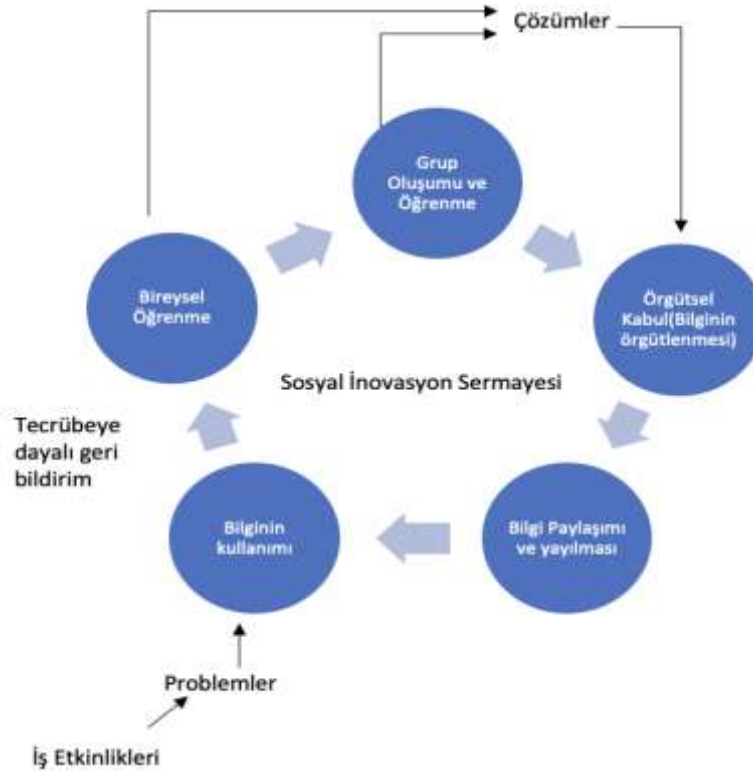 Çözümler
Grup
Oluşumu ve
Öğrenme
Bireysel
Öğrenme
Örgütsel
Kabul(Bilginin
örgütlenmesi)
Sosyal İnovasyon Sermayesi
Tecrübeye
dayalı geri
bildirim
Bilginin
kullanımı
Bilgi Paylaşımı
ve yayılması
Problemler
İş Etkinlikleri